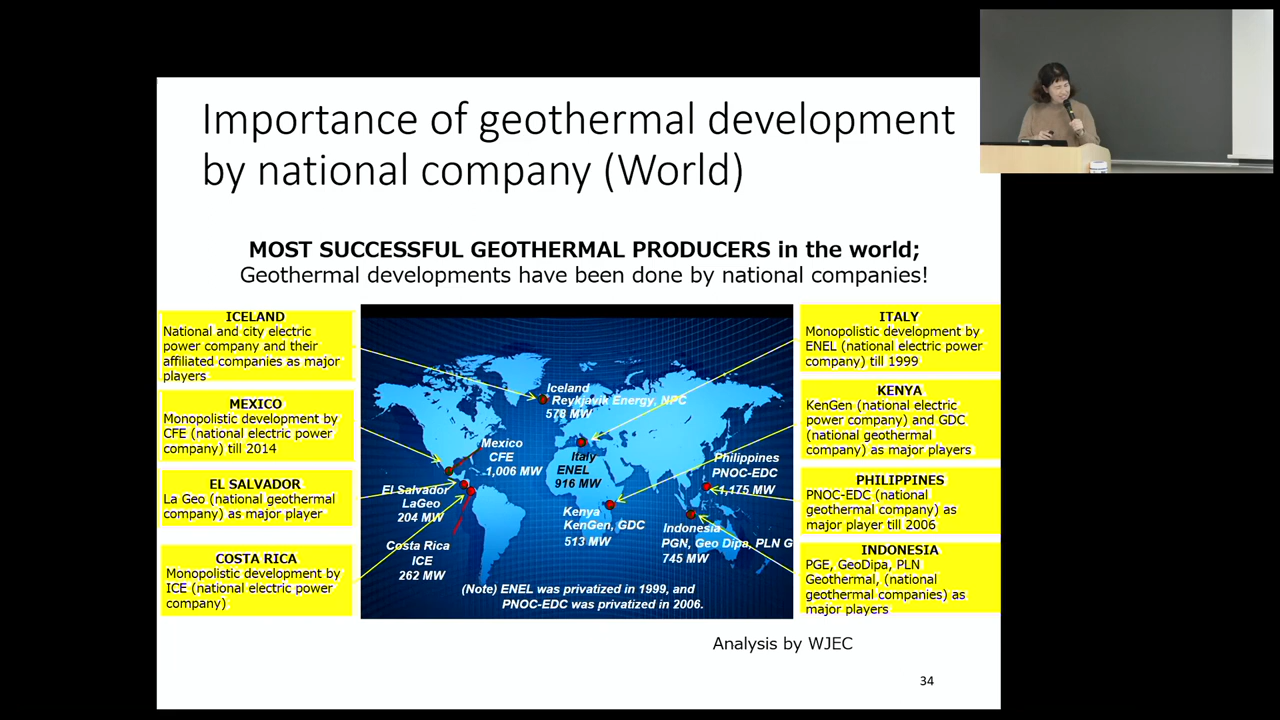 Importance of geothermal development
by national company (World)
MOST SUCCESSFUL GEOTHERMAL PRODUCERS in the world;
Geothermal developments have been done by national companies!
ICELAND
National and city electric
power company and their
affiliated companies as major
players
MEXICO
Monopolistic development by
CFE (national electric power
company) till 2014
EL SALVADOR
La Geo (national geothermal
company) as major player
COSTA RICA
Monopolistic development by
ICE (national electric power
company)
Iceland
Reykjavik Energy, NPC
578 MW
Mexico
CFE
1,006 MW
Italy
ENEL
916 MW
Philippines
PNOC-EDC
1,175 MW
El Salvador
LaGeo
204 MW
Kenya
KenGen, GDC
513 MW
Indonesia
PGN, Geo Dipa, PLN G
745 MW
Costa Rica
ICE
262 MW
(Note) ENEL was privatized in 1999, and
PNOC-EDC was privatized in 2006.
ITALY
Monopolistic development by
ENEL (national electric power
company) till 1999
KENYA
KenGen (national electric
power company) and GDC
(national geothermal
company) as major players
PHILIPPINES
PNOC-EDC (national
geothermal company) as
major player till 2006
INDONESIA
PGE, GeoDipa, PLN
Geothermal, (national
geothermal companies) as
major players
Analysis by WJEC
34